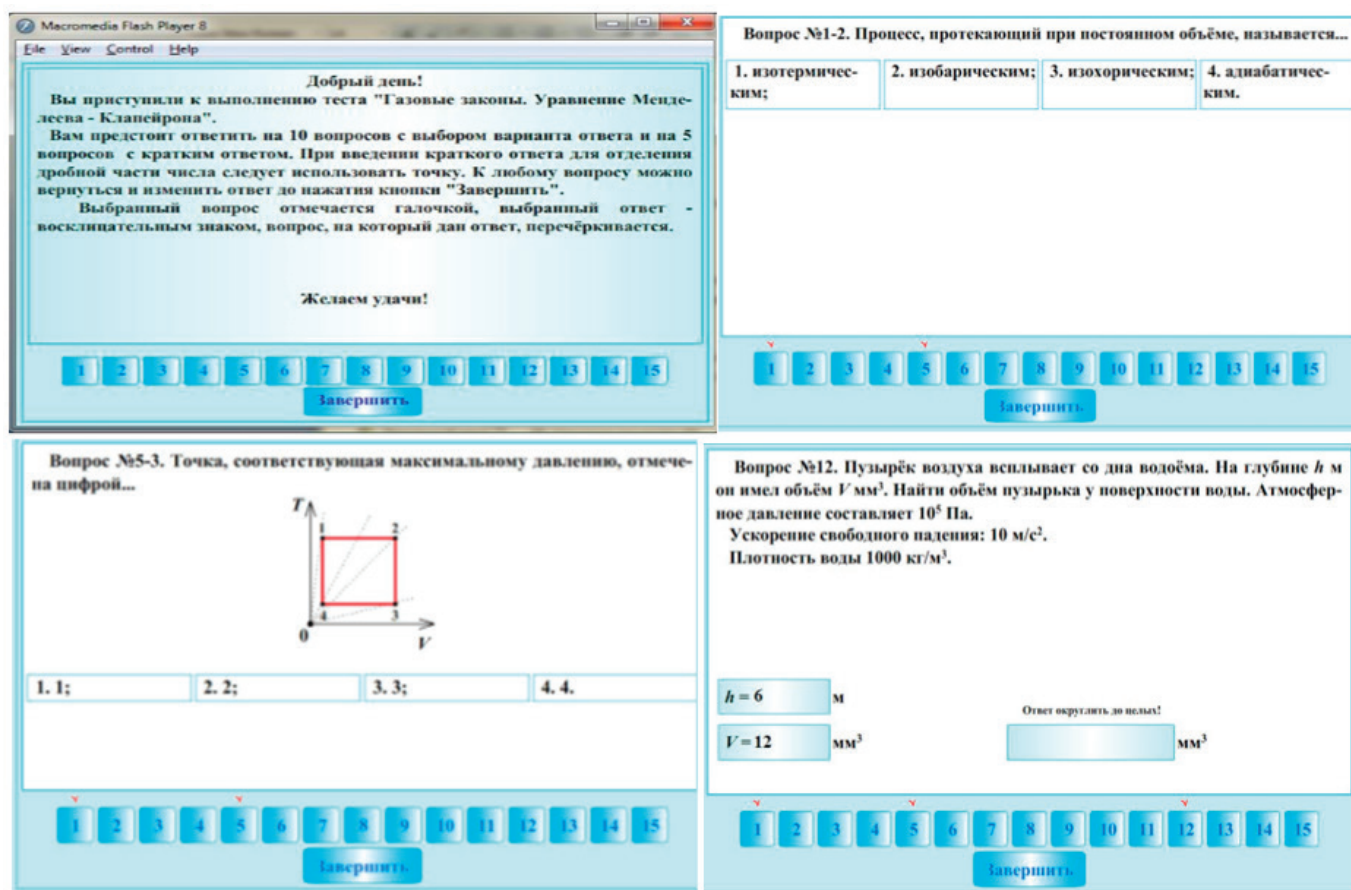 Macromedia Flash Player 8
File View Control Help
Добрый день!
Вы приступили к выполнению теста "Газовые законы. Уравнение Менде-
леева - Клапейрона".
Вам предстоит ответить на 10 вопросов с выбором варианта ответа и на 5
вопросов с кратким ответом. При введении краткого ответа для отделения
дробной части числа следует использовать точку. К любому вопросу можно
вернуться и изменить ответ до нажатия кнопки "Завершить".
Выбранный вопрос отмечается галочкой, выбранный ответ -
восклицательным знаком, вопрос, на который дан ответ, перечёркивается.
Желаем удачи!
1 2 3 4 5 6 7 8 9 10 11 12 13 14 15
Завершить
Вопрос №1-2. Процесс, протекающий при постоянном объёме, называется...
1. изотермичес-
ким;
2. изобарическим;
3. изохорическим;
4. адиабатичес-
ким.
1 2 3 4 5 6 7 8 9 10 11 12 13 14 15
Завершить
Вопрос №5-3. Точка, соответствующая максимальному давлению, отмече-
на цифрой...
T
1 2
4 3
0 V
1. 1; 2. 2; 3. 3; 4. 4.
1 2 3 4 5 6 7 8 9 10 11 12 13 14 15
Завершить
Вопрос №12. Пузырёк воздуха всплывает со дна водоёма. На глубине h м
он имел объём V мм³. Найти объём пузырька у поверхности воды. Атмосфер-
ное давление составляет 10⁵ Па.
Ускорение свободного падения: 10 м/с².
Плотность воды 1000 кг/м³.
h = 6 м
Ответ округлить до целых!
V = 12 мм³ мм³
1 2 3 4 5 6 7 8 9 10 11 12 13 14 15
Завершить